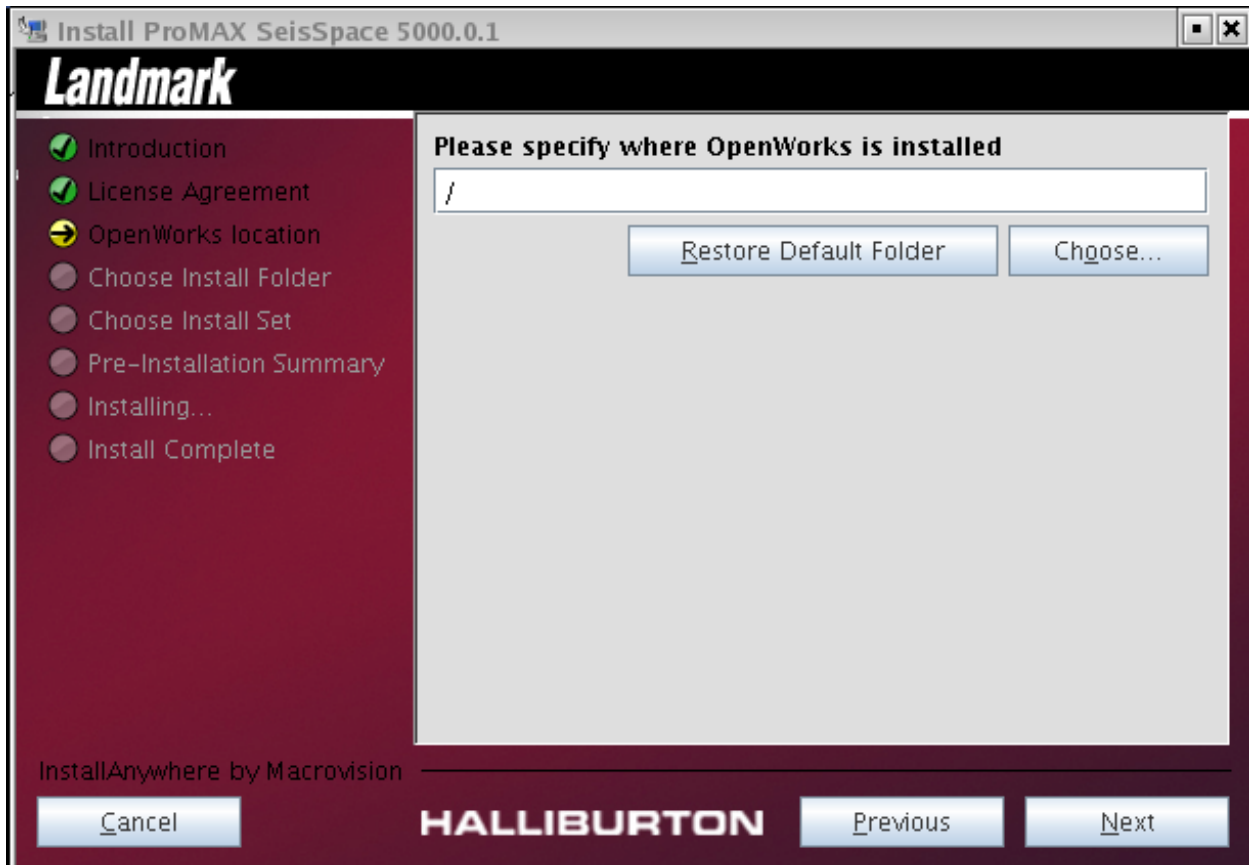 Install ProMAX SeisSpace 5000.0.1
Landmark
Introduction
License Agreement
OpenWorks location
Choose Install Folder
Choose Install Set
Pre-Installation Summary
Installing...
Install Complete
Please specify where OpenWorks is installed
/
Restore Default Folder Choose...
InstallAnywhere by Macrovision
Cancel HALLIBURTON Previous Next